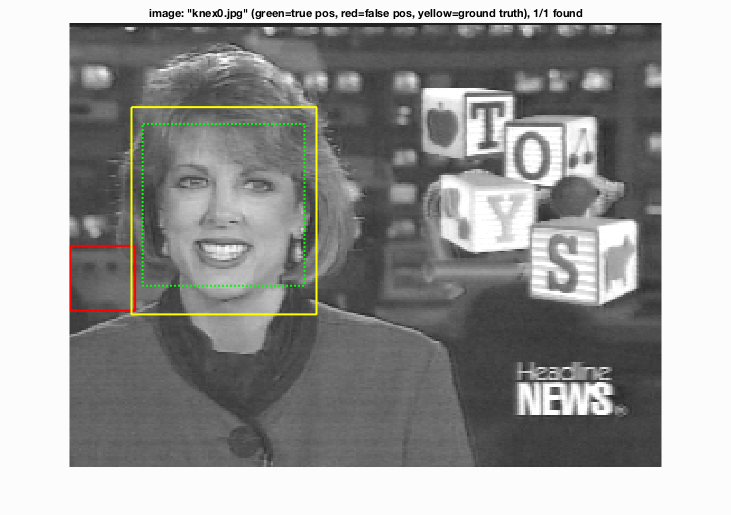 image: "knex0.jpg" (green=true pos, red=false pos, yellow=ground truth), 1/1 found
T
O
Y
S
Headline
NEWS®